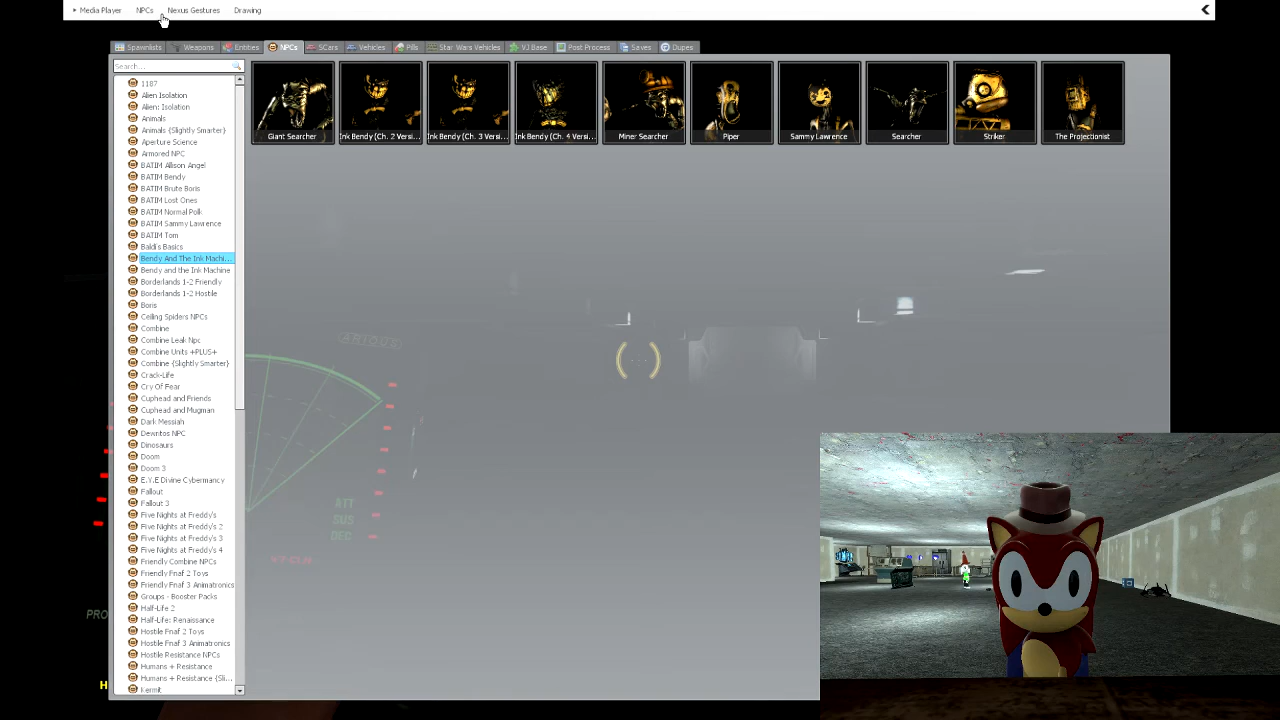 Media Player NPCs Nexus Gestures Drawing
Spawnlists Weapons Entities NPCs SCars Vehicles Pills Star Wars Vehicles VJ Base Post Process Saves Dupes
Search...
1187
Alien Isolation
Alien: Isolation
Animals
Animals {Slightly Smarter}
Aperture Science
Armored NPC
BATIM Allison Angel
BATIM Bendy
BATIM Brute Boris
BATIM Lost Ones
BATIM Normal Polk
BATIM Sammy Lawrence
BATIM Tom
Baldi's Basics
Bendy And The Ink Machi...
Bendy and the Ink Machine
Borderlands 1-2 Friendly
Borderlands 1-2 Hostile
Boris
Ceiling Spiders NPCs
Combine
Combine Leak Npc
Combine Units +PLUS+
Combine {Slightly Smarter}
Crack-Life
Cry Of Fear
Cuphead and Friends
Cuphead and Mugman
Dark Messiah
Dewritos NPC
Dinosaurs
Doom
Doom 3
E.Y.E Divine Cybermancy
Fallout
Fallout 3
Five Nights at Freddy's
Five Nights at Freddy's 2
Five Nights at Freddy's 3
Five Nights at Freddy's 4
Friendly Combine NPCs
Friendly Fnaf 2 Toys
Friendly Fnaf 3 Animatronics
Groups - Booster Packs
Half-Life 2
Half-Life: Renaissance
Hostile Fnaf 2 Toys
Hostile Fnaf 3 Animatronics
Hostile Resistance NPCs
Humans + Resistance
Humans + Resistance {Sli...
Kermit
Giant Searcher
Ink Bendy (Ch. 2 Versi...
Ink Bendy (Ch. 3 Versi...
Ink Bendy (Ch. 4 Versi...
Miner Searcher
Piper
Sammy Lawrence
Searcher
Striker
The Projectionist
ATT
SUS
DEC
PRO
H